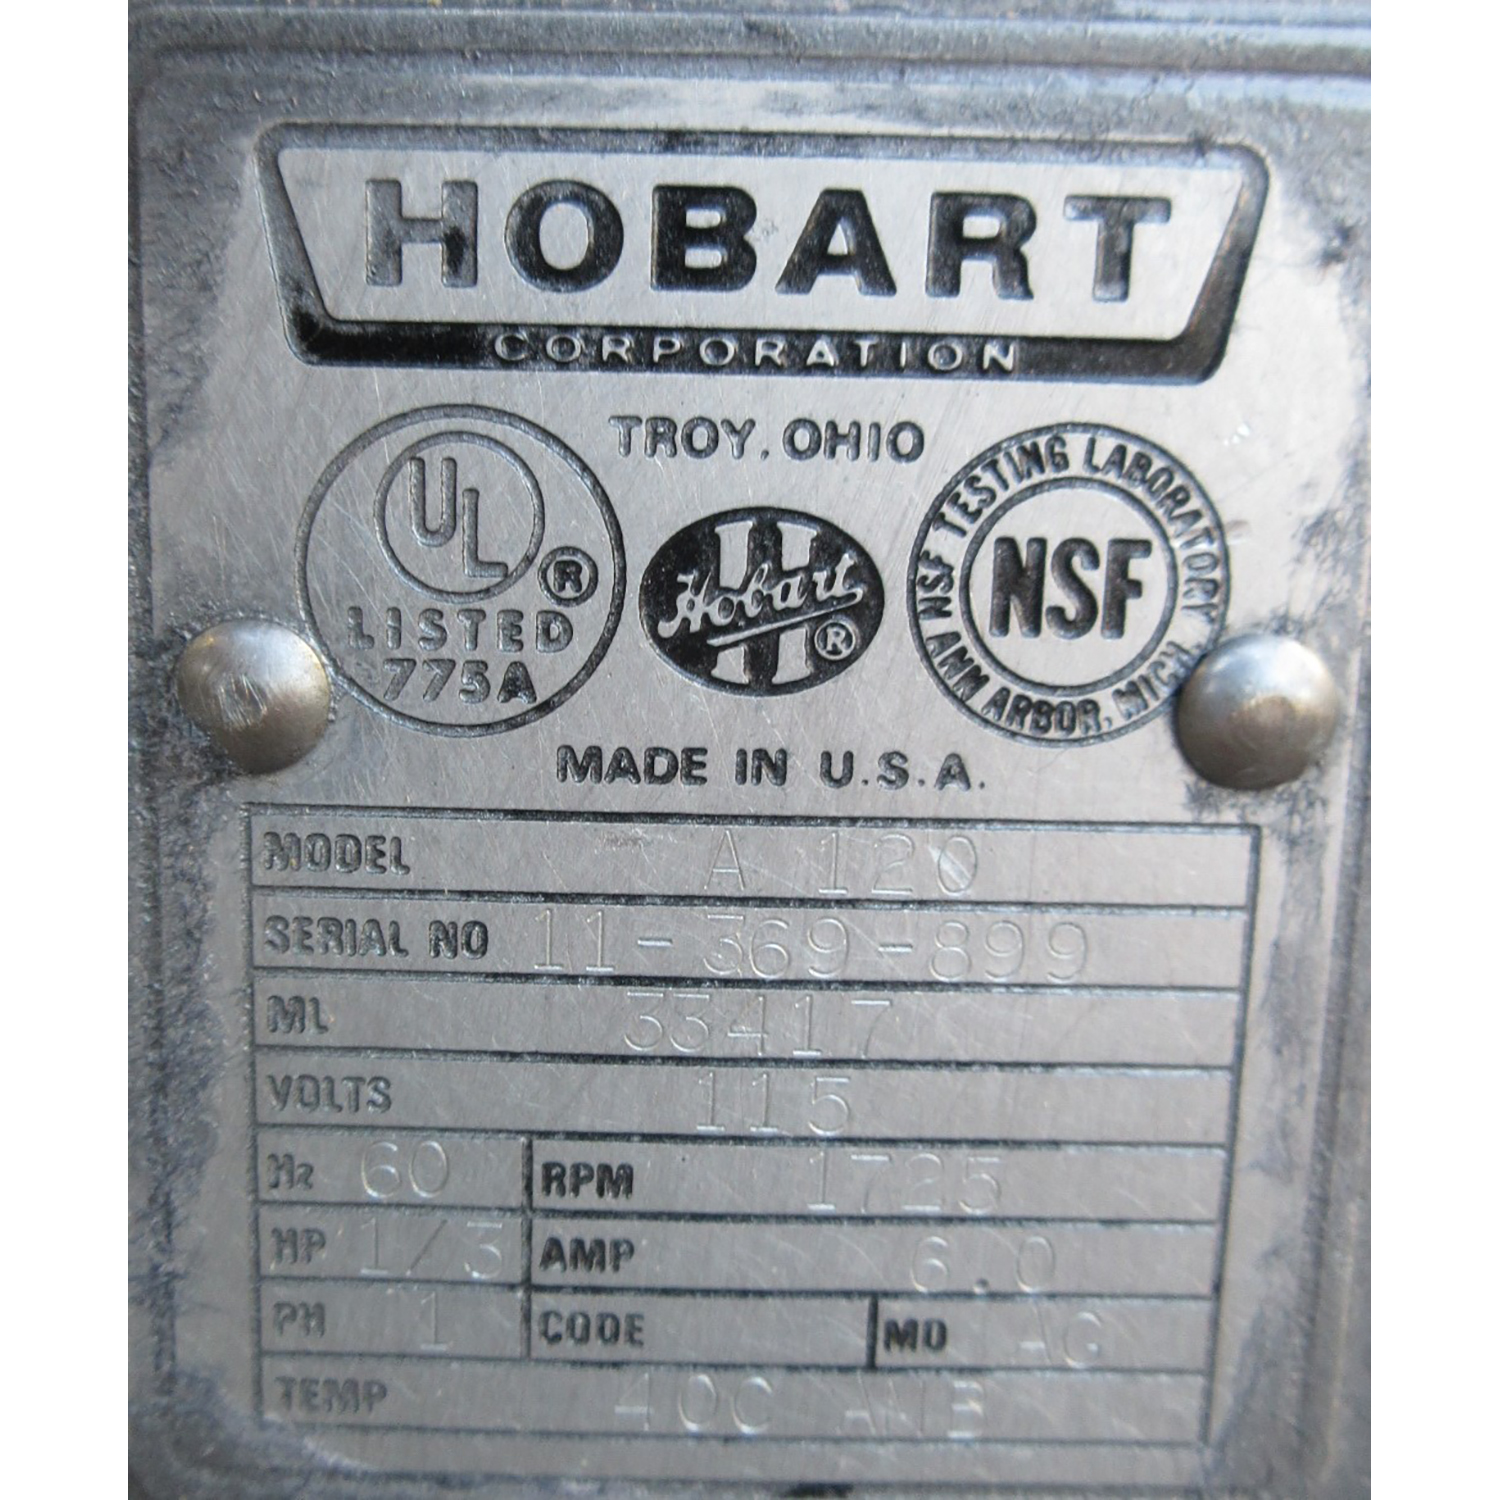 HOBART
CORPORATION
TROY, OHIO
UL ®
LISTED
775A
Hobart ®
NSF TESTING LABORATORY
NSF
ANN ARBOR, MICH.
MADE IN U.S.A.
MODEL A 120
SERIAL NO 11-369-899
ML 33417
VOLTS 115
Hz 60 RPM 1725
HP 1/3 AMP 6.0
PH 1 CODE MO AG
TEMP 40C AMB